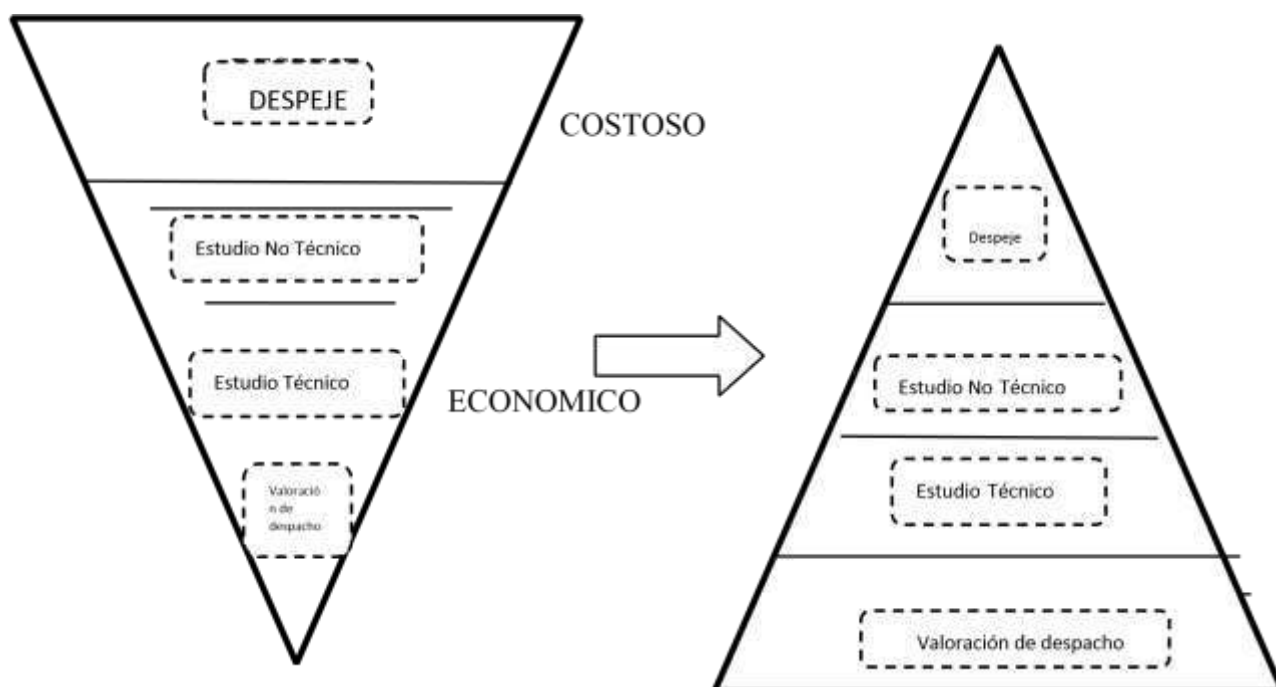 DESPEJE
COSTOSO
Estudio No Técnico
Estudio Técnico
ECONOMICO
Valoració
n de
despacho
Despeje
Estudio No Técnico
Estudio Técnico
Valoración de despacho